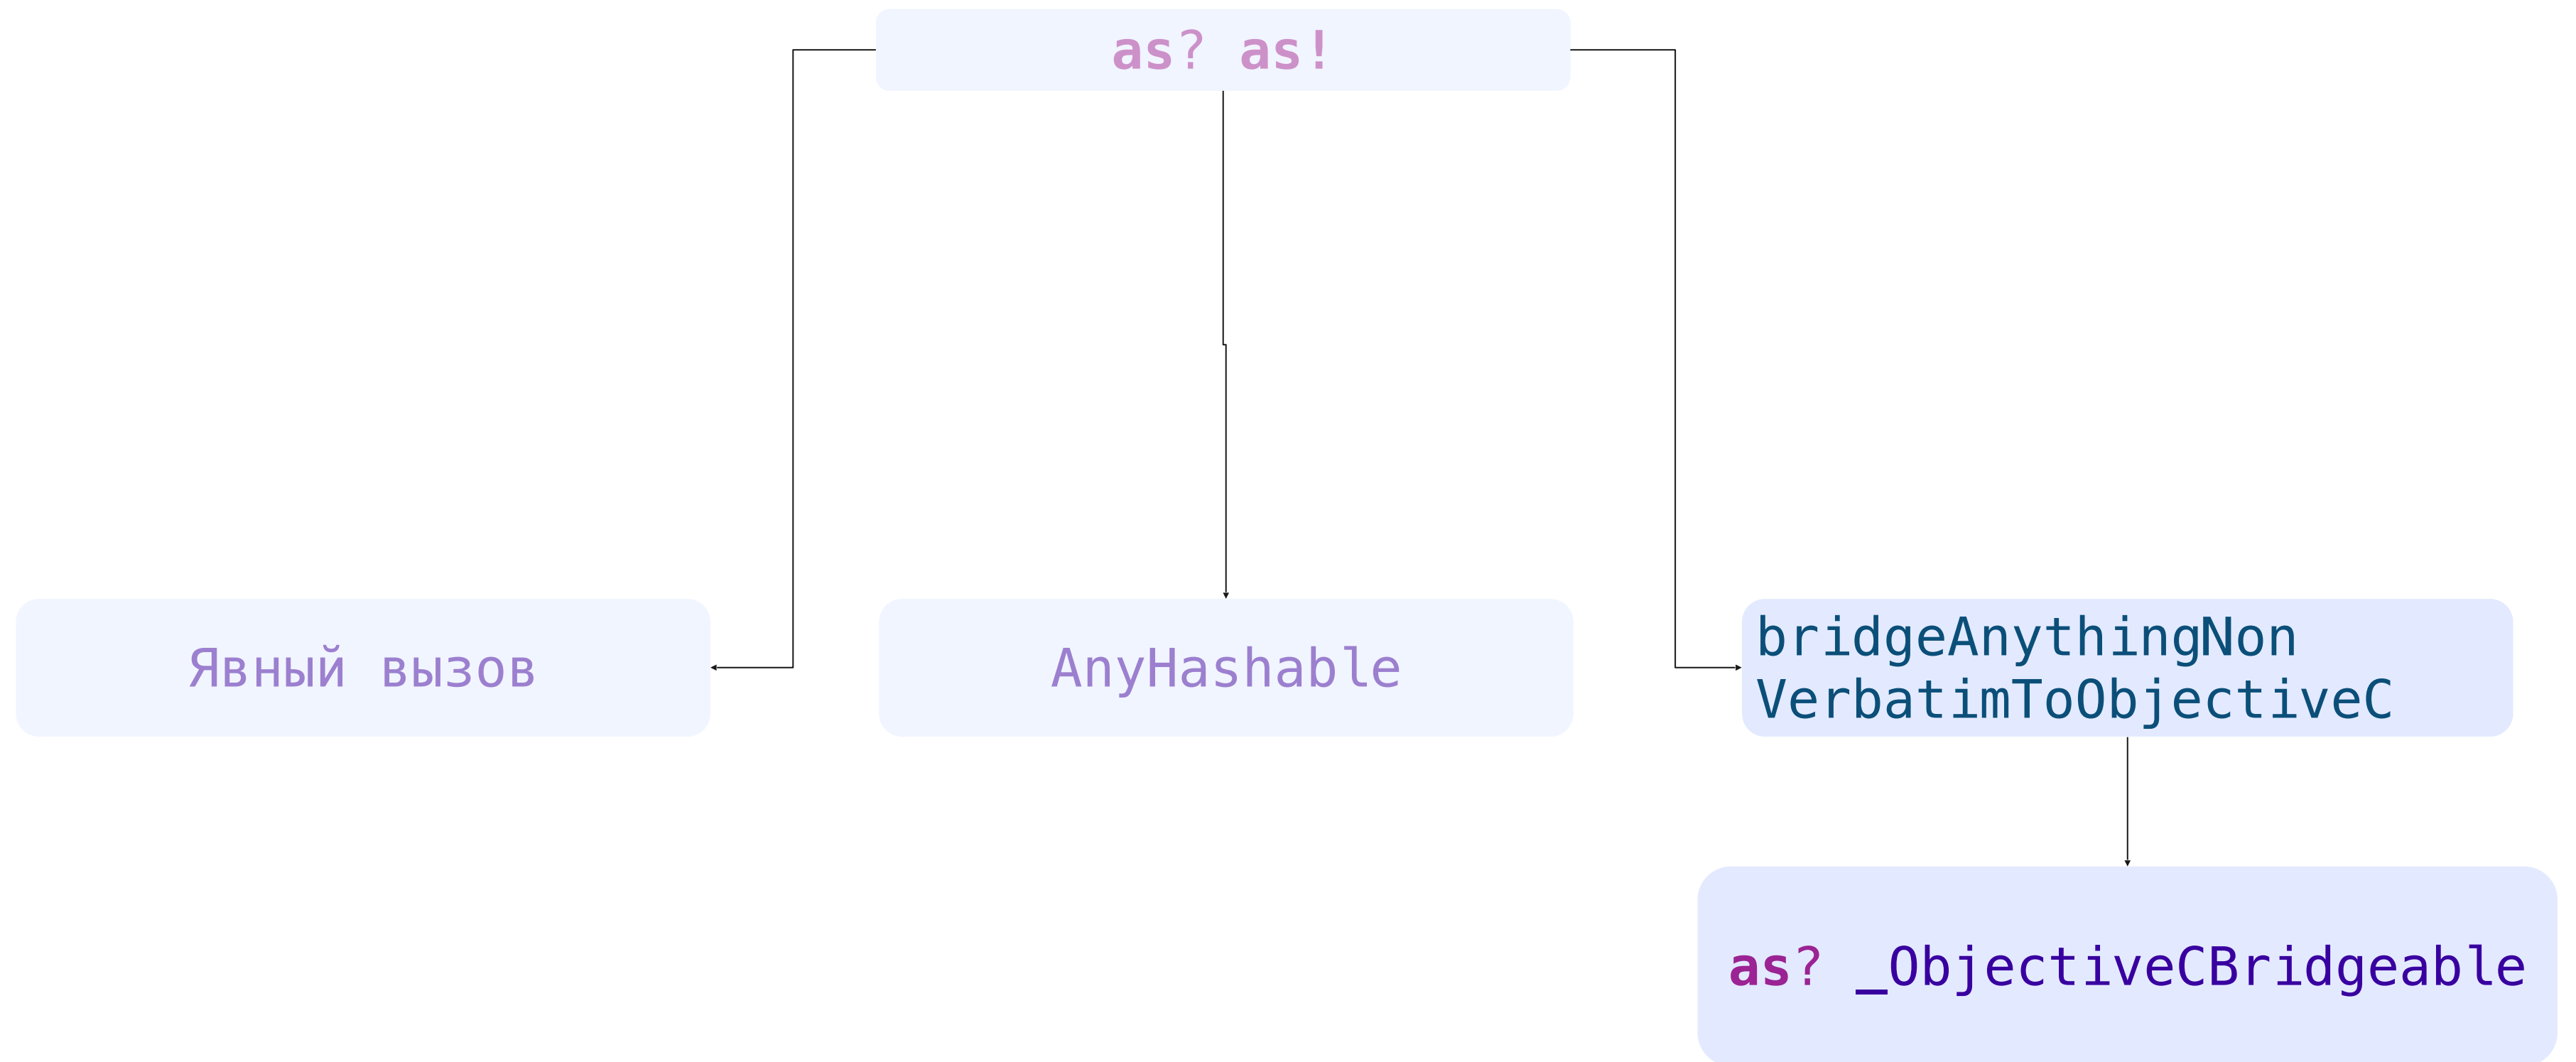 as? as!
Явный вызов
AnyHashable
bridgeAnythingNon
VerbatimToObjectiveC
as? _ObjectiveCBridgeable